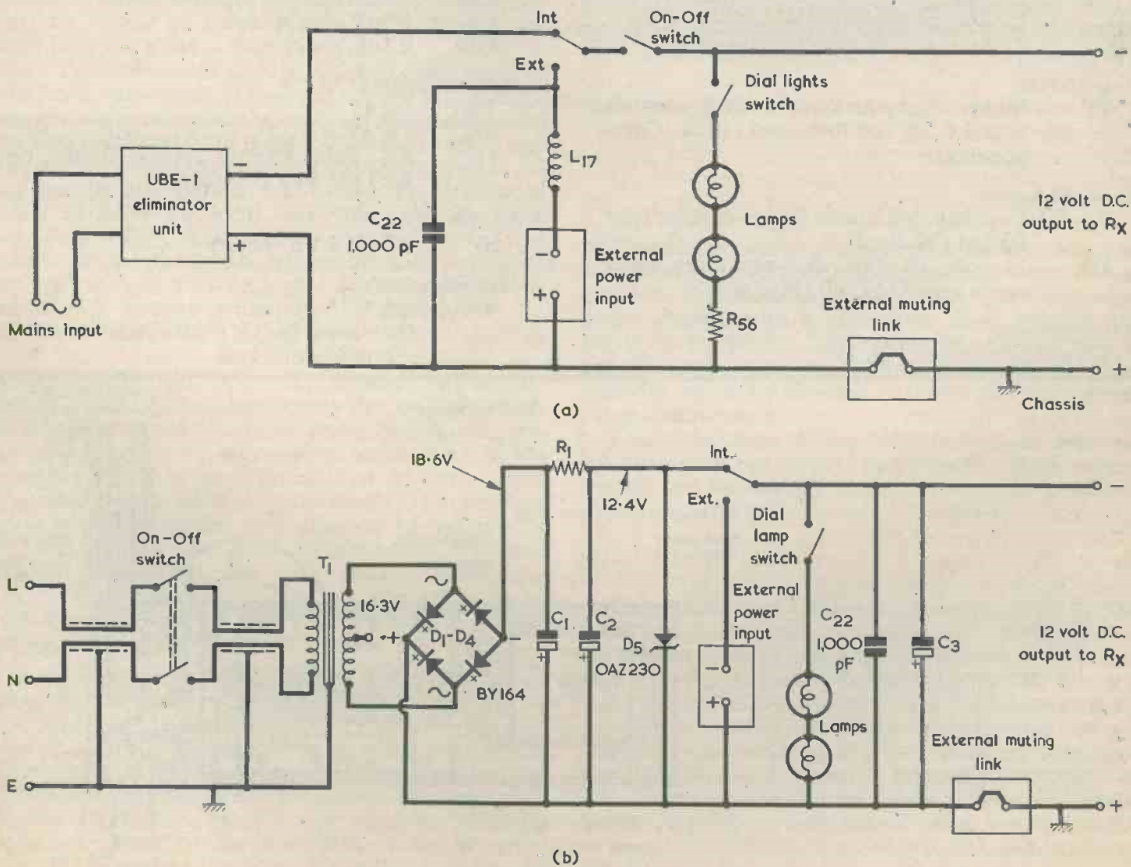 Int
On-Off
switch
Ext
Dial lights
switch
L17
UBE-1
eliminator
unit
−
+
C22
1,000 pF
Lamps
−
+
External
power
input
12 volt D.C.
output to Rx
Mains input
R56
External muting
link
−
+
Chassis
(a)
18·6V
R1
Int.
12·4V
Ext.
−
On-Off
switch
T1
Dial
lamp
switch
L
16·3V
+
D1-D4
−
C1
C2
D5
OAZ230
External
power
input
C22
1,000
pF
C3
12 volt D.C.
output to Rx
N
BY164
−
+
Lamps
External muting
link
E
+
(b)